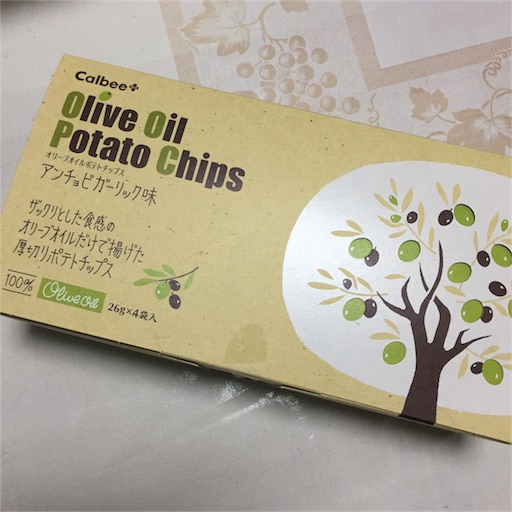 Calbee+
Olive Oil
Potato Chips
オリーブオイルポテトチップス
アンチョビガーリック味
ザックリとした食感の
オリーブオイルだけで揚げた
厚切りポテトチップス
100% Olive Oil
26g×4袋入